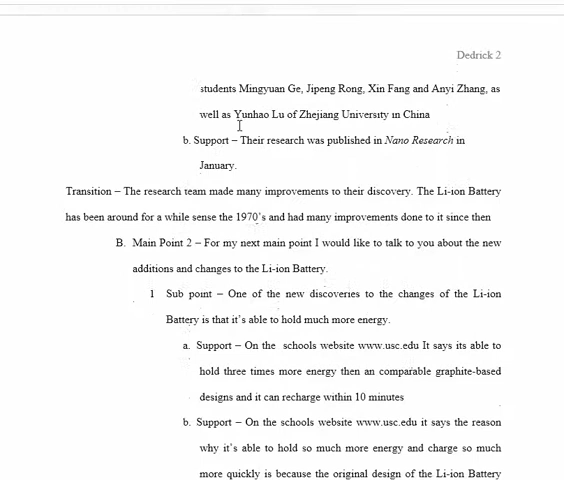 Dedrick 2
students Mingyuan Ge, Jipeng Rong, Xin Fang and Anyi Zhang, as
well as Yunhao Lu of Zhejiang University in China
b. Support – Their research was published in Nano Research in
January.
Transition – The research team made many improvements to their discovery. The Li-ion Battery
has been around for a while sense the 1970's and had many improvements done to it since then
B. Main Point 2 – For my next main point I would like to talk to you about the new
additions and changes to the Li-ion Battery.
1 Sub point – One of the new discoveries to the changes of the Li-ion
Battery is that it's able to hold much more energy.
a. Support – On the schools website www.usc.edu It says its able to
hold three times more energy then an comparable graphite-based
designs and it can recharge within 10 minutes
b. Support – On the schools website www.usc.edu it says the reason
why it's able to hold so much more energy and charge so much
more quickly is because the original design of the Li-ion Battery